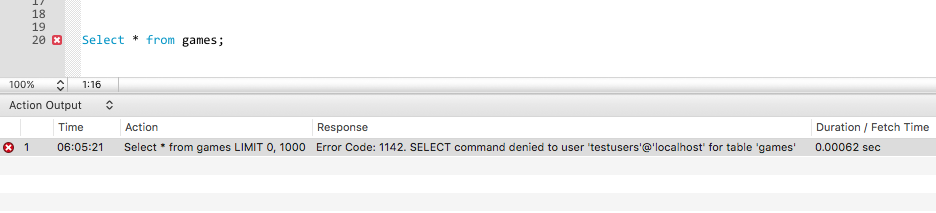 17
18
19
20 Select * from games;
100% 1:16
Action Output
Time Action Response Duration / Fetch Time
1 06:05:21 Select * from games LIMIT 0, 1000 Error Code: 1142. SELECT command denied to user 'testusers'@'localhost' for table 'games' 0.00062 sec